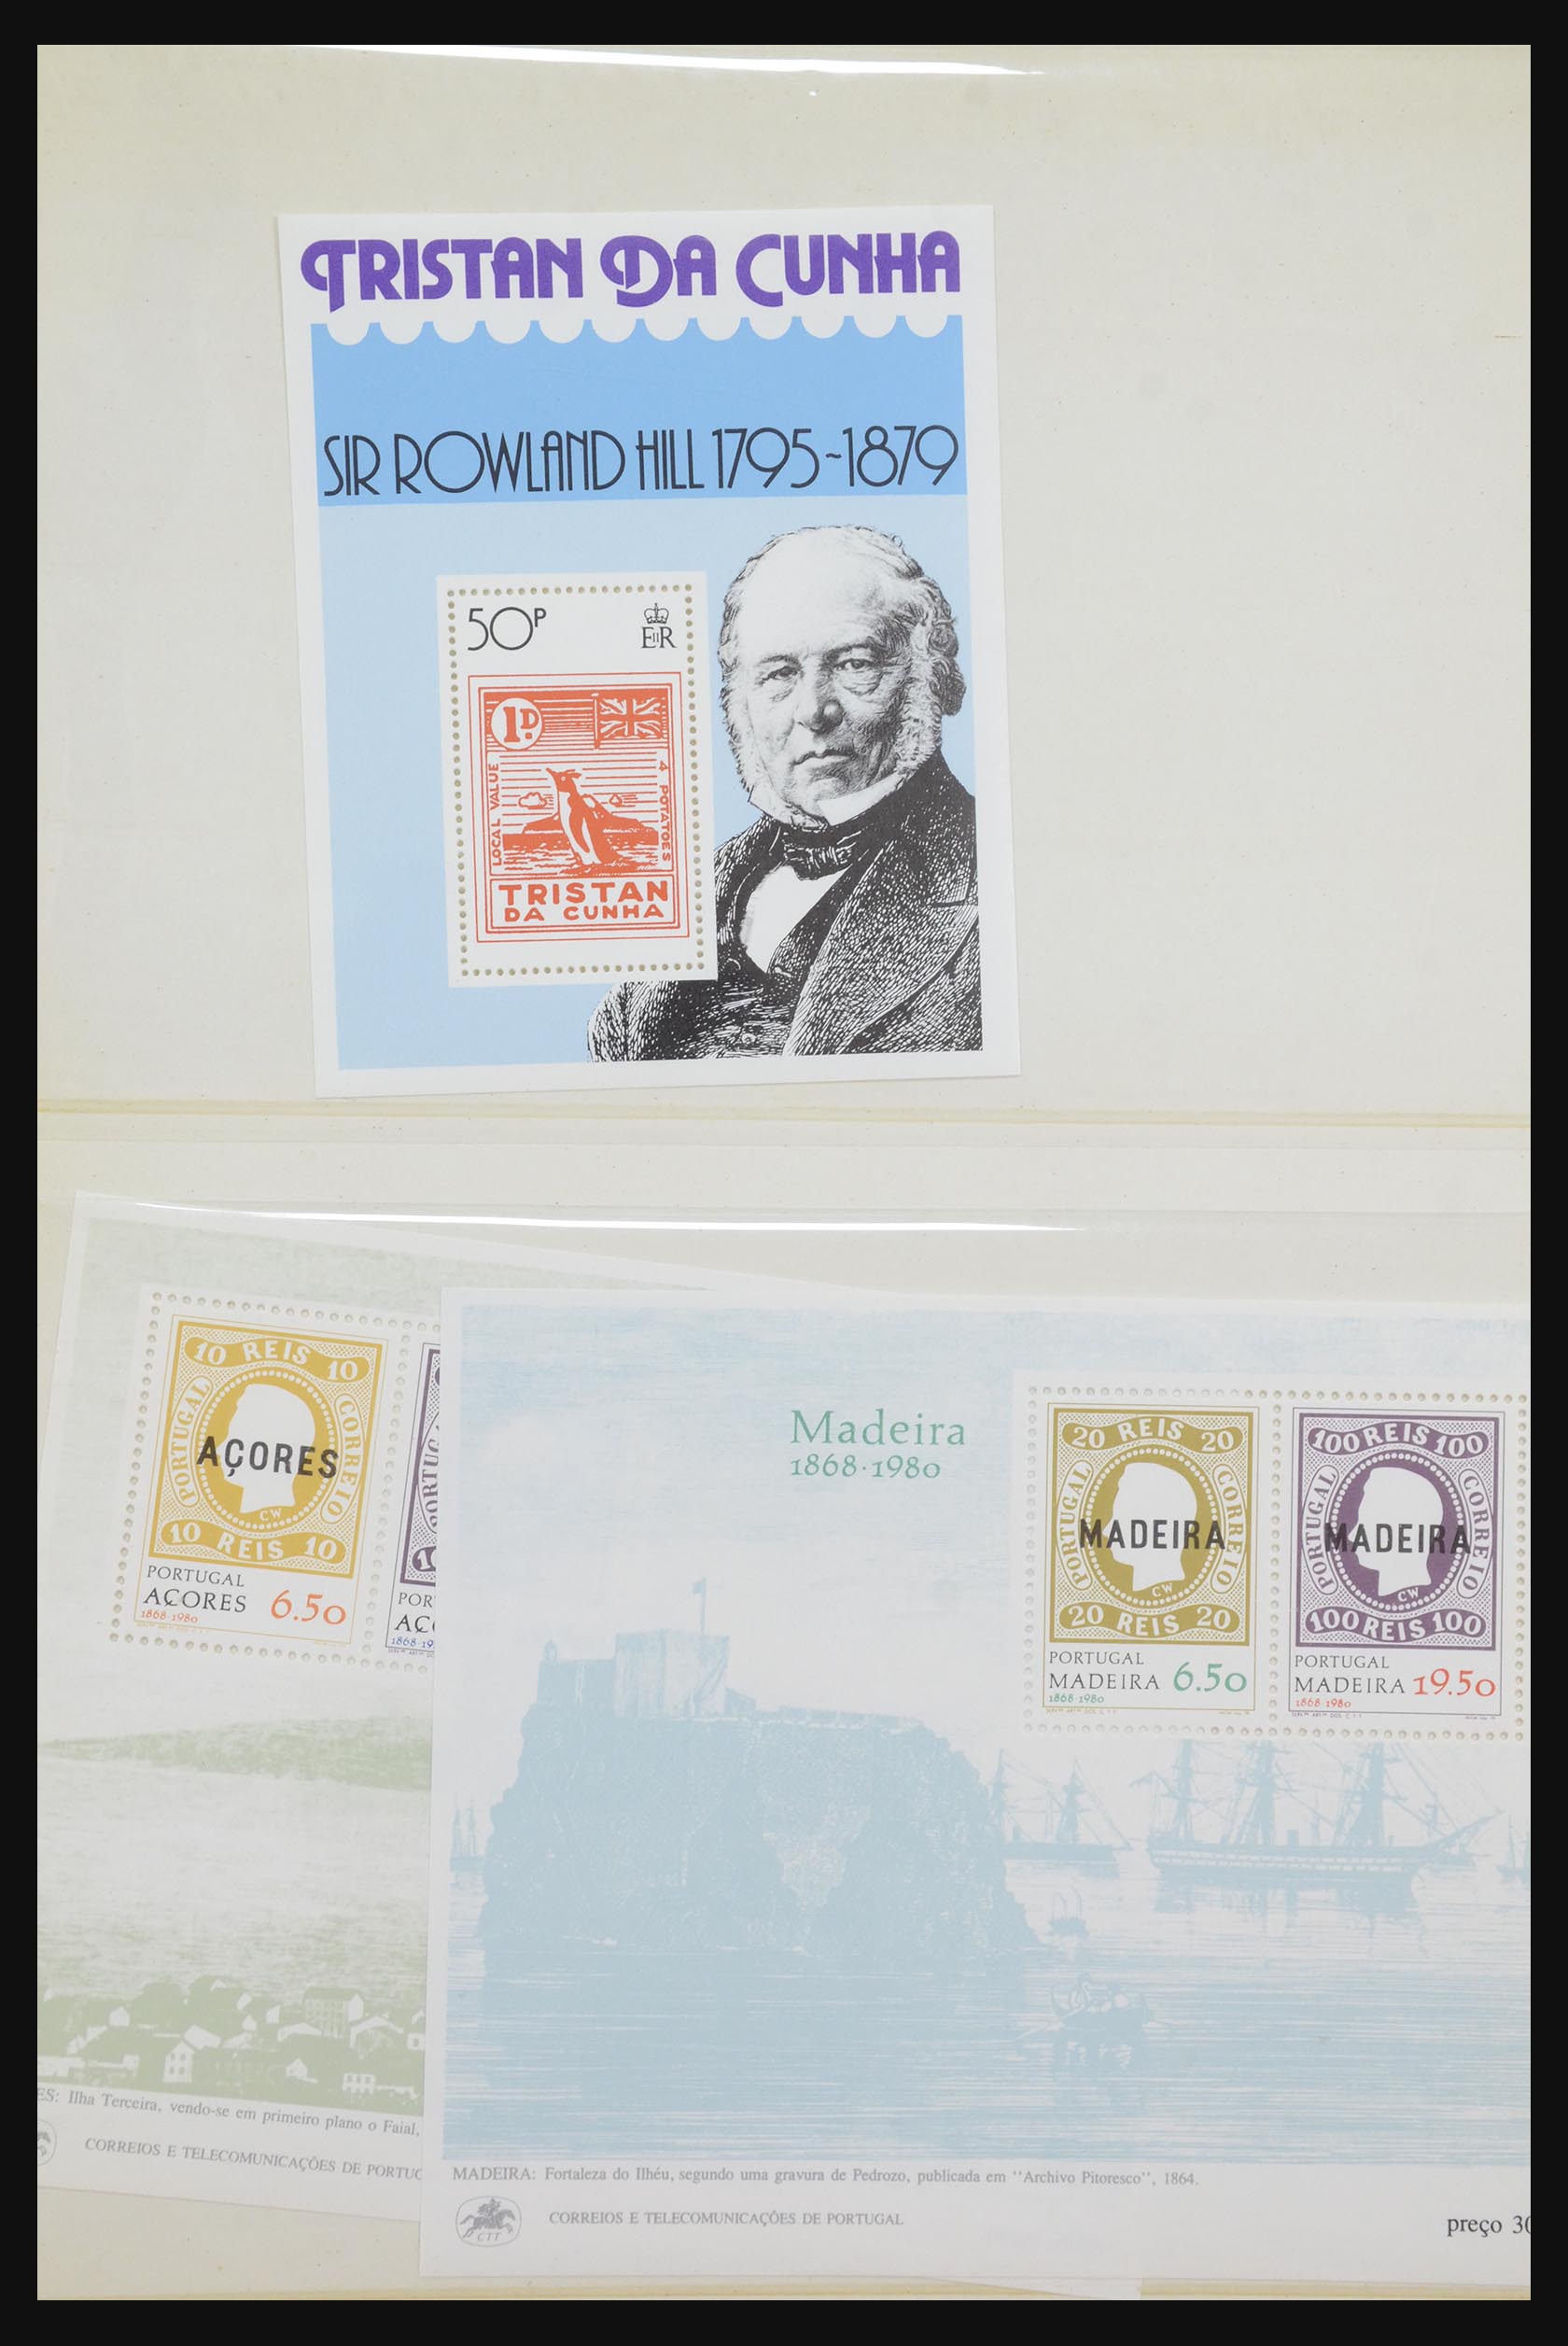 TRISTAN DA CUNHA
SIR ROWLAND HILL 1795~1879
50P
EIIR
1D.
LOCAL VALUE
4 POTATOES
TRISTAN
DA CUNHA
10 REIS 10
PORTUGAL
CORREIO
AÇORES
CW
10 REIS 10
PORTUGAL
AÇORES 6.50
1868·1980
Madeira
1868·1980
20 REIS 20
PORTUGAL
CORREIO
MADEIRA
CW
20 REIS 20
PORTUGAL
MADEIRA 6.50
1868·1980
100 REIS 100
PORTUGAL
CORREIO
MADEIRA
CW
100 REIS 100
PORTUGAL
MADEIRA 19.50
1868·1980
ES: Ilha Terceira, vendo-se em primeiro plano o Faial,
CORREIOS E TELECOMUNICAÇÕES DE PORTUG
MADEIRA: Fortaleza do Ilhéu, segundo uma gravura de Pedrozo, publicada em "Archivo Pitoresco", 1864.
CTT
CORREIOS E TELECOMUNICAÇÕES DE PORTUGAL
preço 30